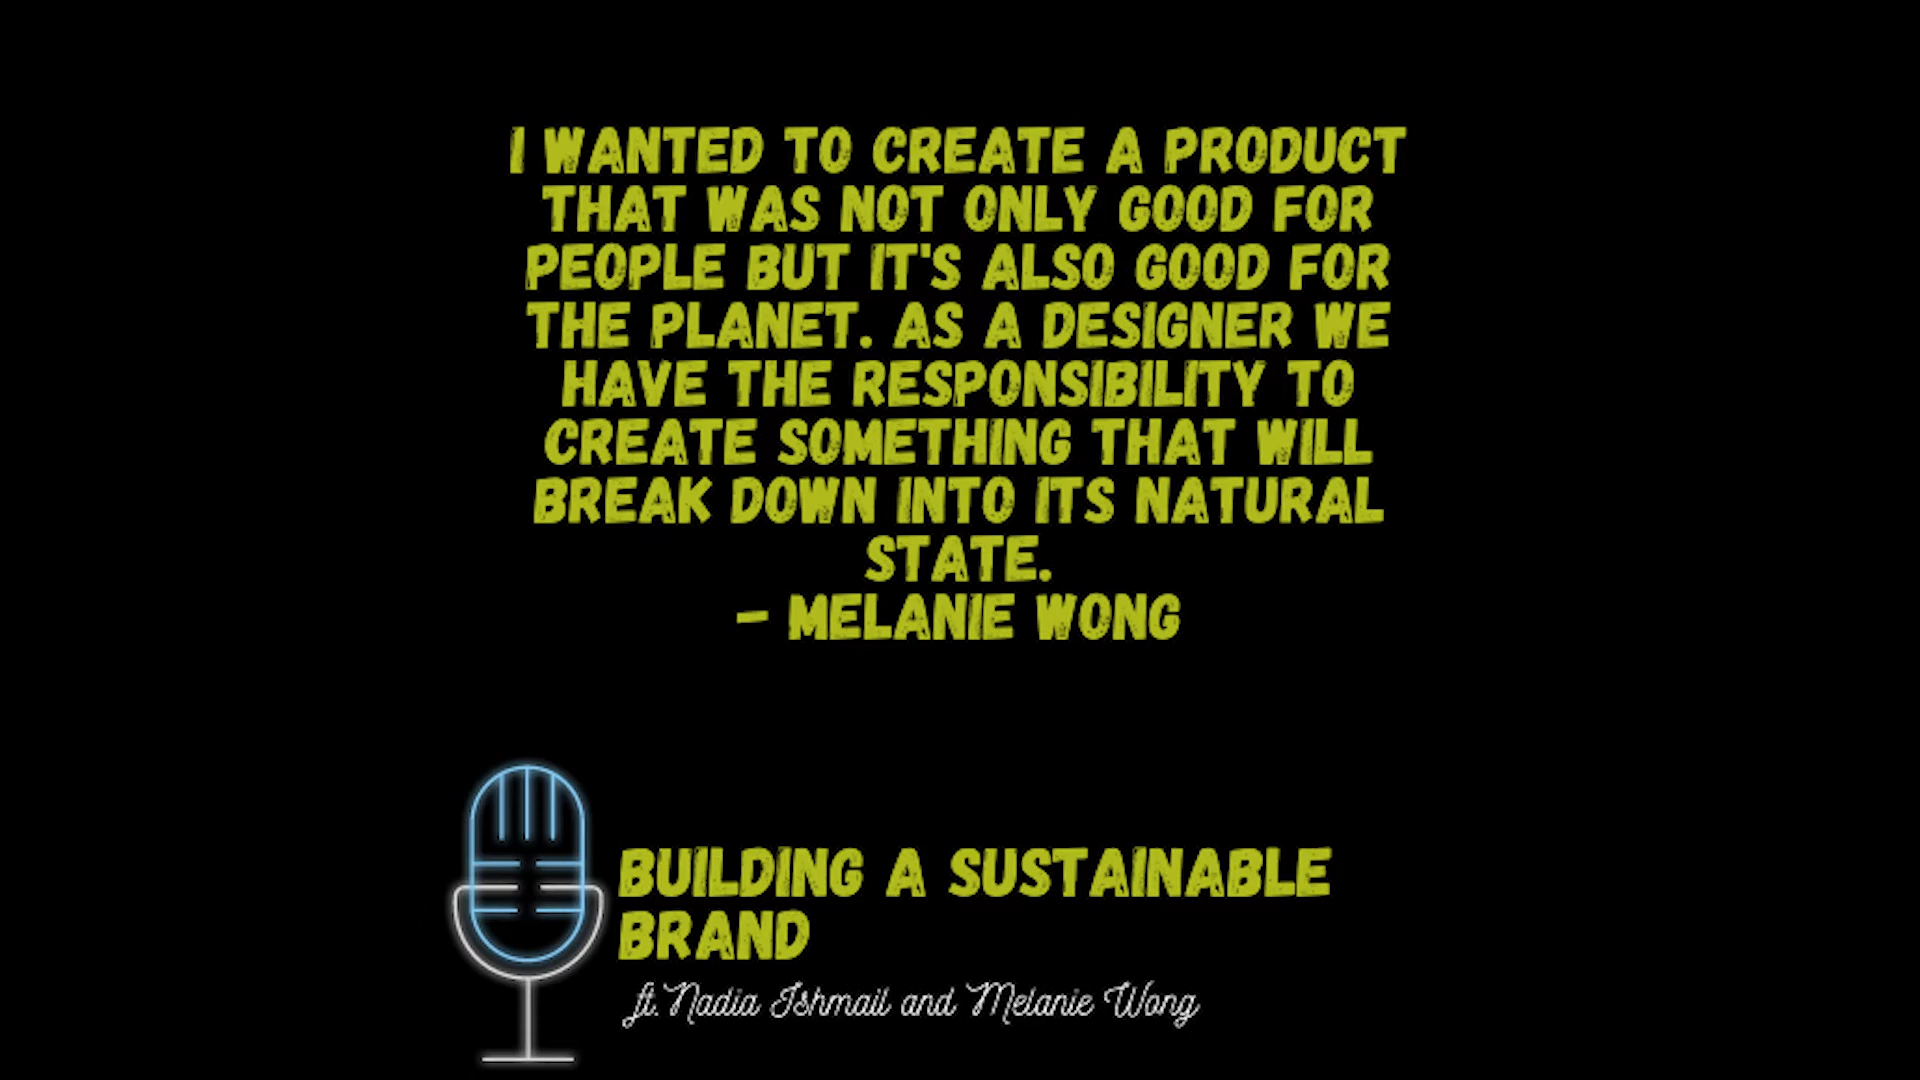 I WANTED TO CREATE A PRODUCT
THAT WAS NOT ONLY GOOD FOR
PEOPLE BUT IT'S ALSO GOOD FOR
THE PLANET. AS A DESIGNER WE
HAVE THE RESPONSIBILITY TO
CREATE SOMETHING THAT WILL
BREAK DOWN INTO ITS NATURAL
STATE.
- MELANIE WONG
BUILDING A SUSTAINABLE
BRAND
ft. Nadia Ishmail and Melanie Wong